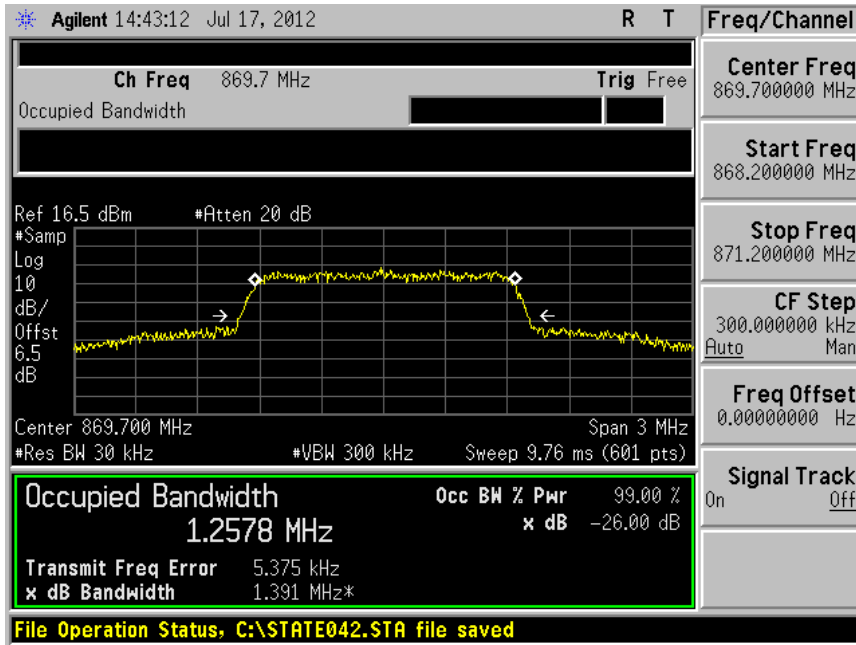 Agilent 14:43:12 Jul 17, 2012 R T
Freq/Channel
Ch Freq 869.7 MHz Trig Free
Occupied Bandwidth
Center Freq
869.700000 MHz
Start Freq
868.200000 MHz
Stop Freq
871.200000 MHz
CF Step
300.000000 kHz
Auto Man
Freq Offset
0.00000000 Hz
Signal Track
On Off
Ref 16.5 dBm #Atten 20 dB
#Samp
Log
10
dB/
Offst
6.5
dB
Center 869.700 MHz Span 3 MHz
#Res BW 30 kHz #VBW 300 kHz Sweep 9.76 ms (601 pts)
Occupied Bandwidth
1.2578 MHz
Occ BW % Pwr 99.00 %
x dB -26.00 dB
Transmit Freq Error 5.375 kHz
x dB Bandwidth 1.391 MHz*
File Operation Status, C:\STATE042.STA file saved